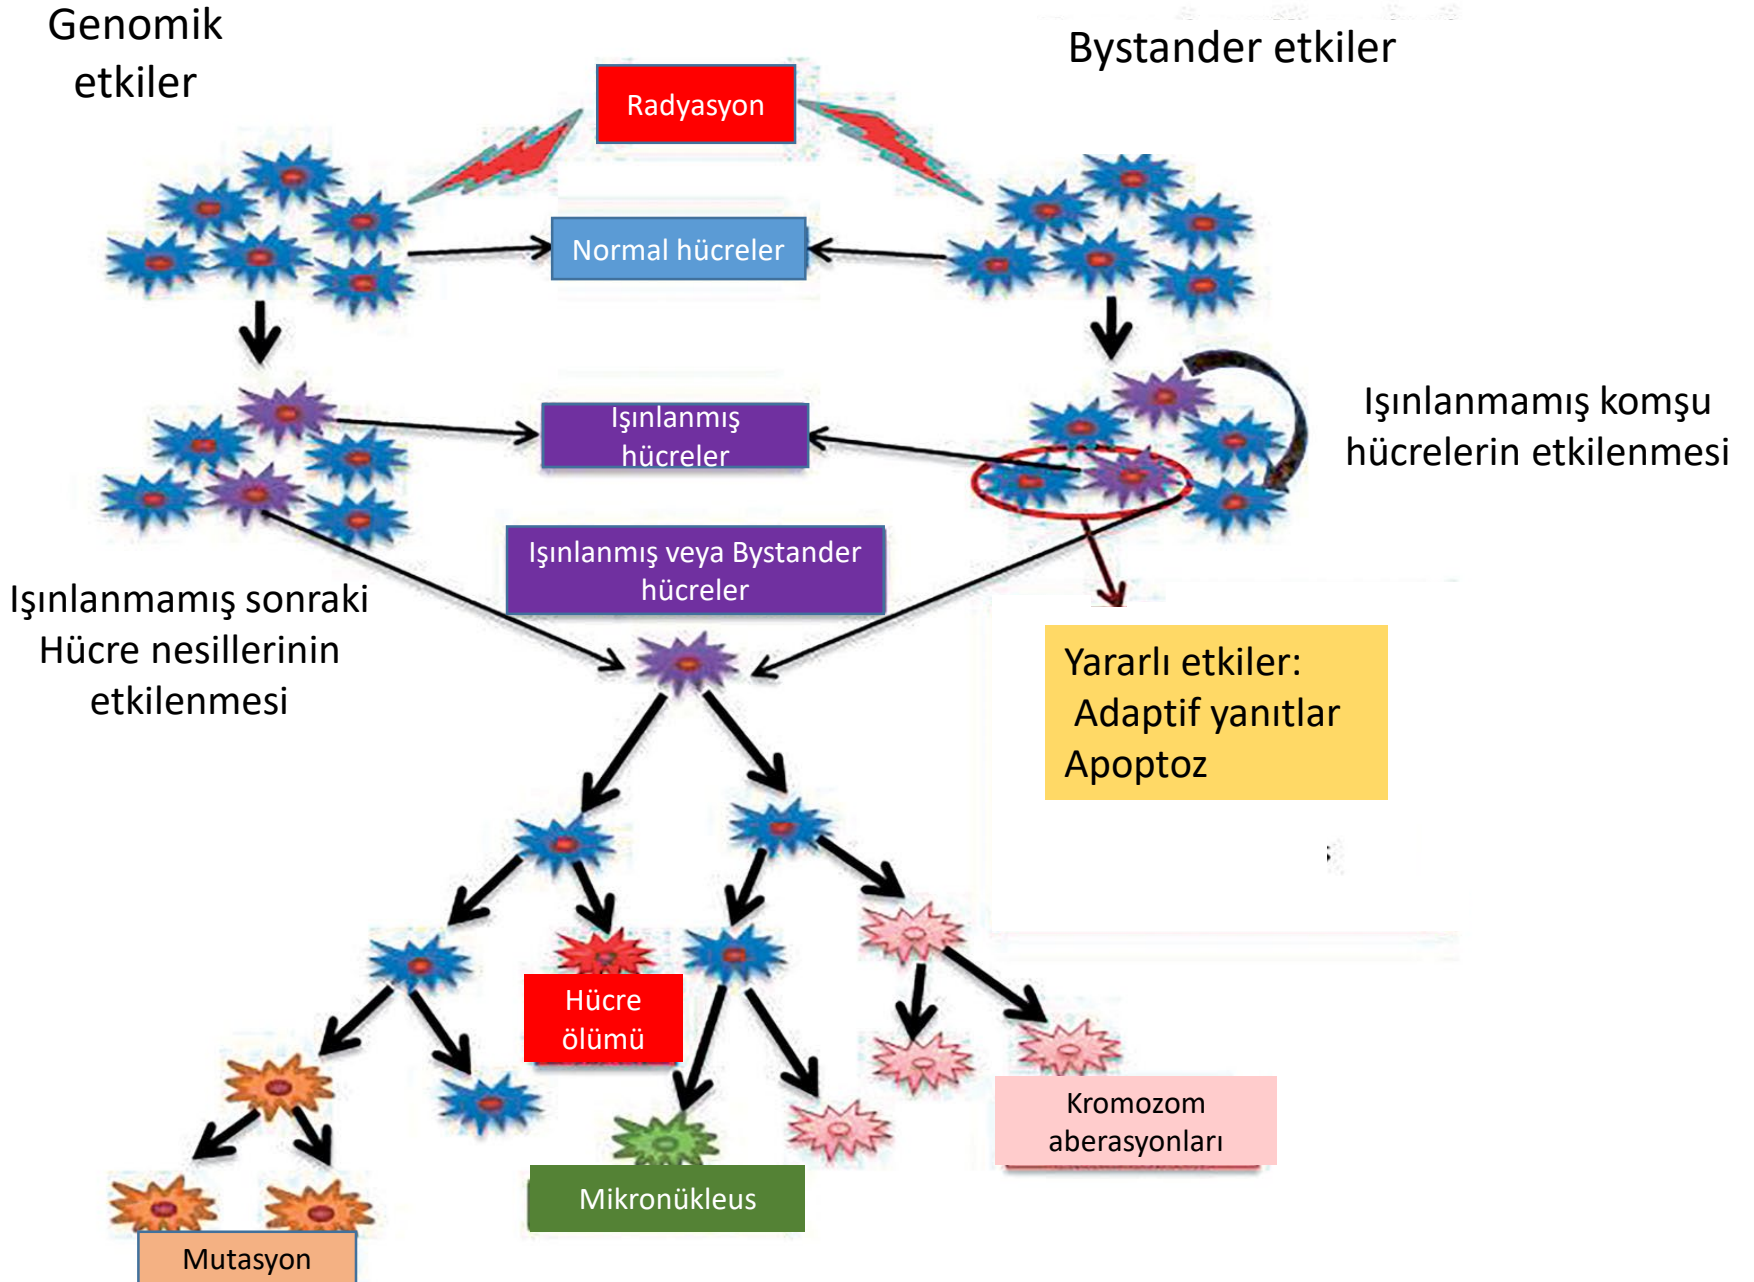 Genomik
etkiler
Bystander etkiler
Radyasyon
Normal hücreler
Işınlanmış
hücreler
Işınlanmamış komşu
hücrelerin etkilenmesi
Işınlanmış veya Bystander
hücreler
Işınlanmamış sonraki
Hücre nesillerinin
etkilenmesi
Yararlı etkiler:
Adaptif yanıtlar
Apoptoz
Hücre
ölümü
Kromozom
aberasyonları
Mikronükleus
Mutasyon